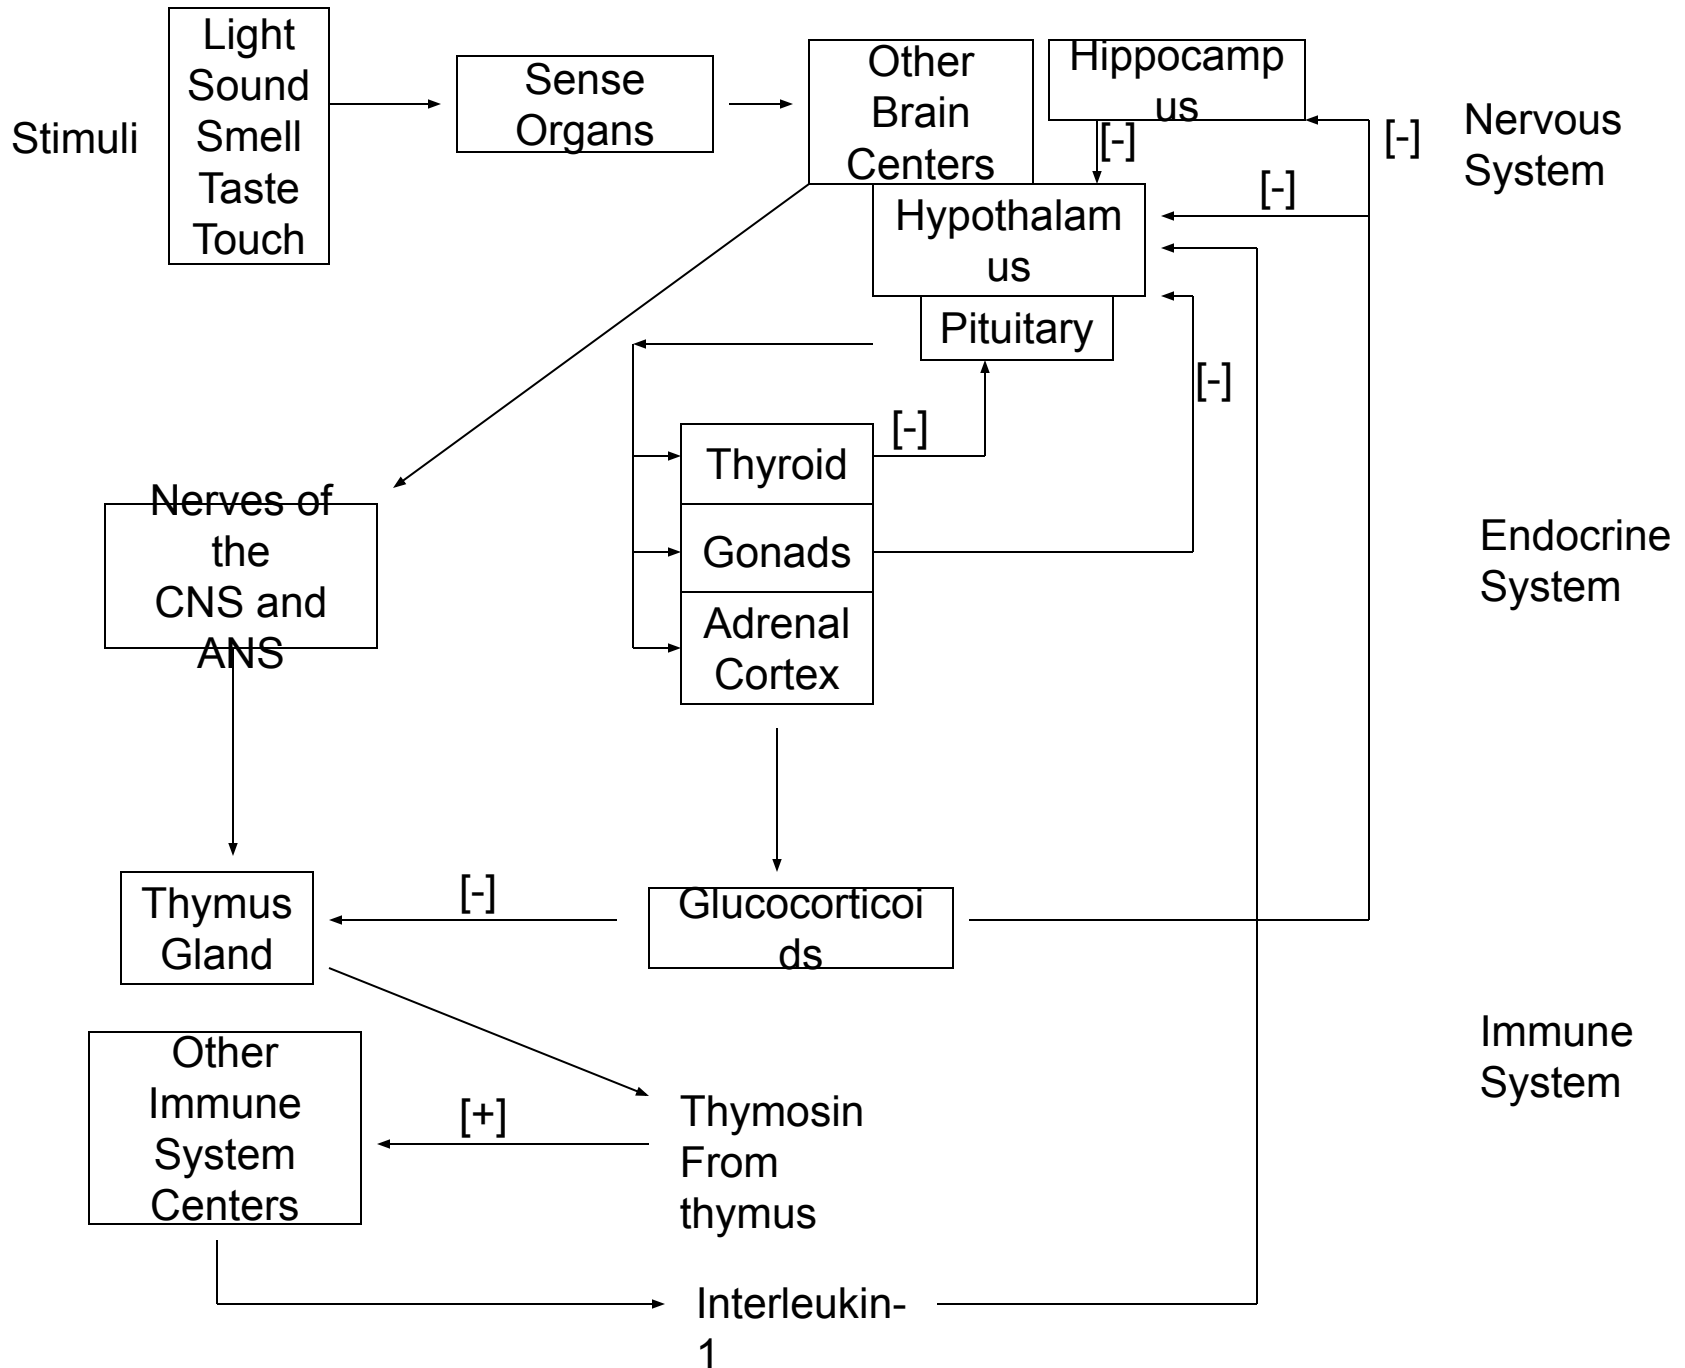 Stimuli
Light
Sound
Smell
Taste
Touch
Sense
Organs
Other
Brain
Centers
Hippocamp
us
[-]
[-]
[-]
Nervous
System
Hypothalam
us
Pituitary
[-]
[-]
Thyroid
Gonads
Adrenal
Cortex
Nerves of
the
CNS and
ANS
Endocrine
System
Thymus
Gland
[-]
Glucocorticoi
ds
Other
Immune
System
Centers
[+]
Thymosin
From
thymus
Immune
System
Interleukin-
1